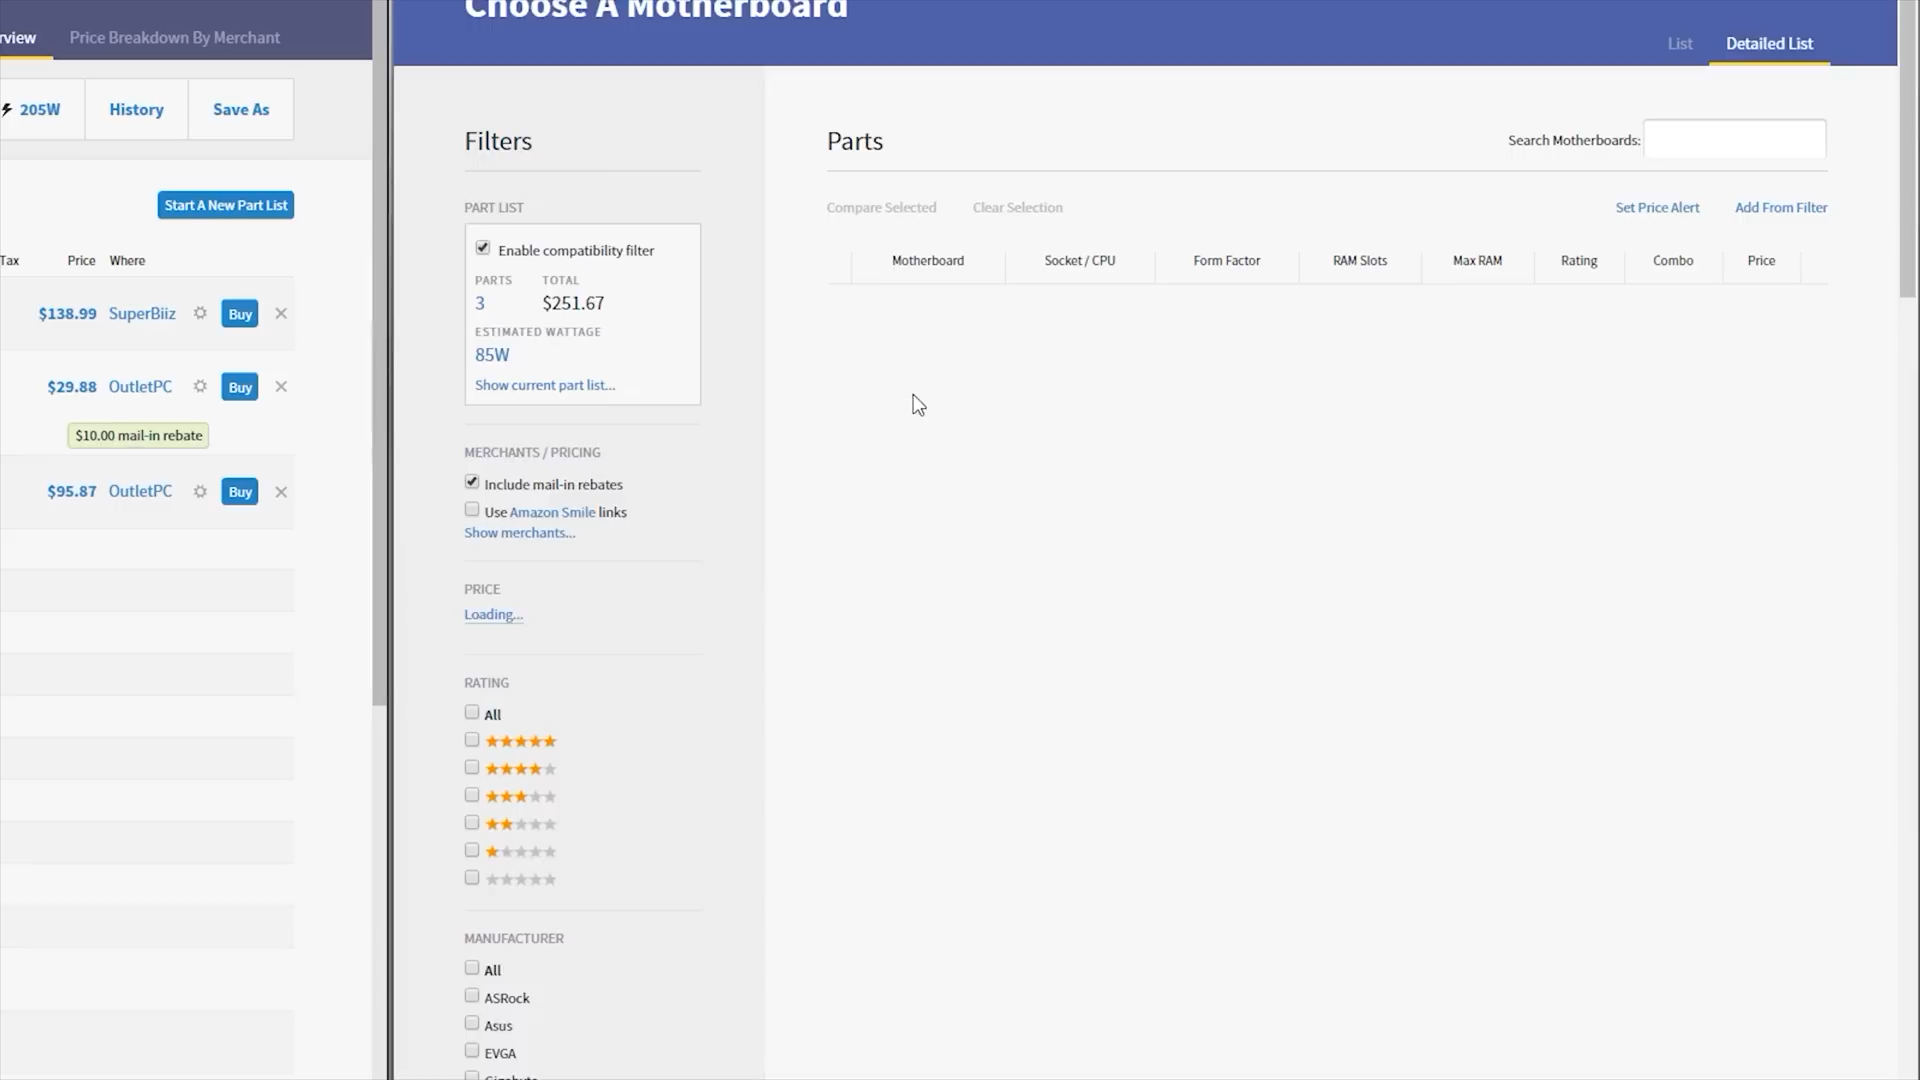 rview Price Breakdown By Merchant
205W History Save As
Start A New Part List
Tax Price Where
$138.99 SuperBiiz Buy
$29.88 OutletPC Buy
$10.00 mail-in rebate
$95.87 OutletPC Buy
Choose A Motherboard
List Detailed List
Filters
PART LIST
Enable compatibility filter
PARTS TOTAL
3 $251.67
ESTIMATED WATTAGE
85W
Show current part list...
MERCHANTS / PRICING
Include mail-in rebates
Use Amazon Smile links
Show merchants...
PRICE
Loading...
RATING
All
MANUFACTURER
All
ASRock
Asus
EVGA
Gigabyte
Parts Search Motherboards:
Compare Selected Clear Selection Set Price Alert Add From Filter
Motherboard Socket / CPU Form Factor RAM Slots Max RAM Rating Combo Price